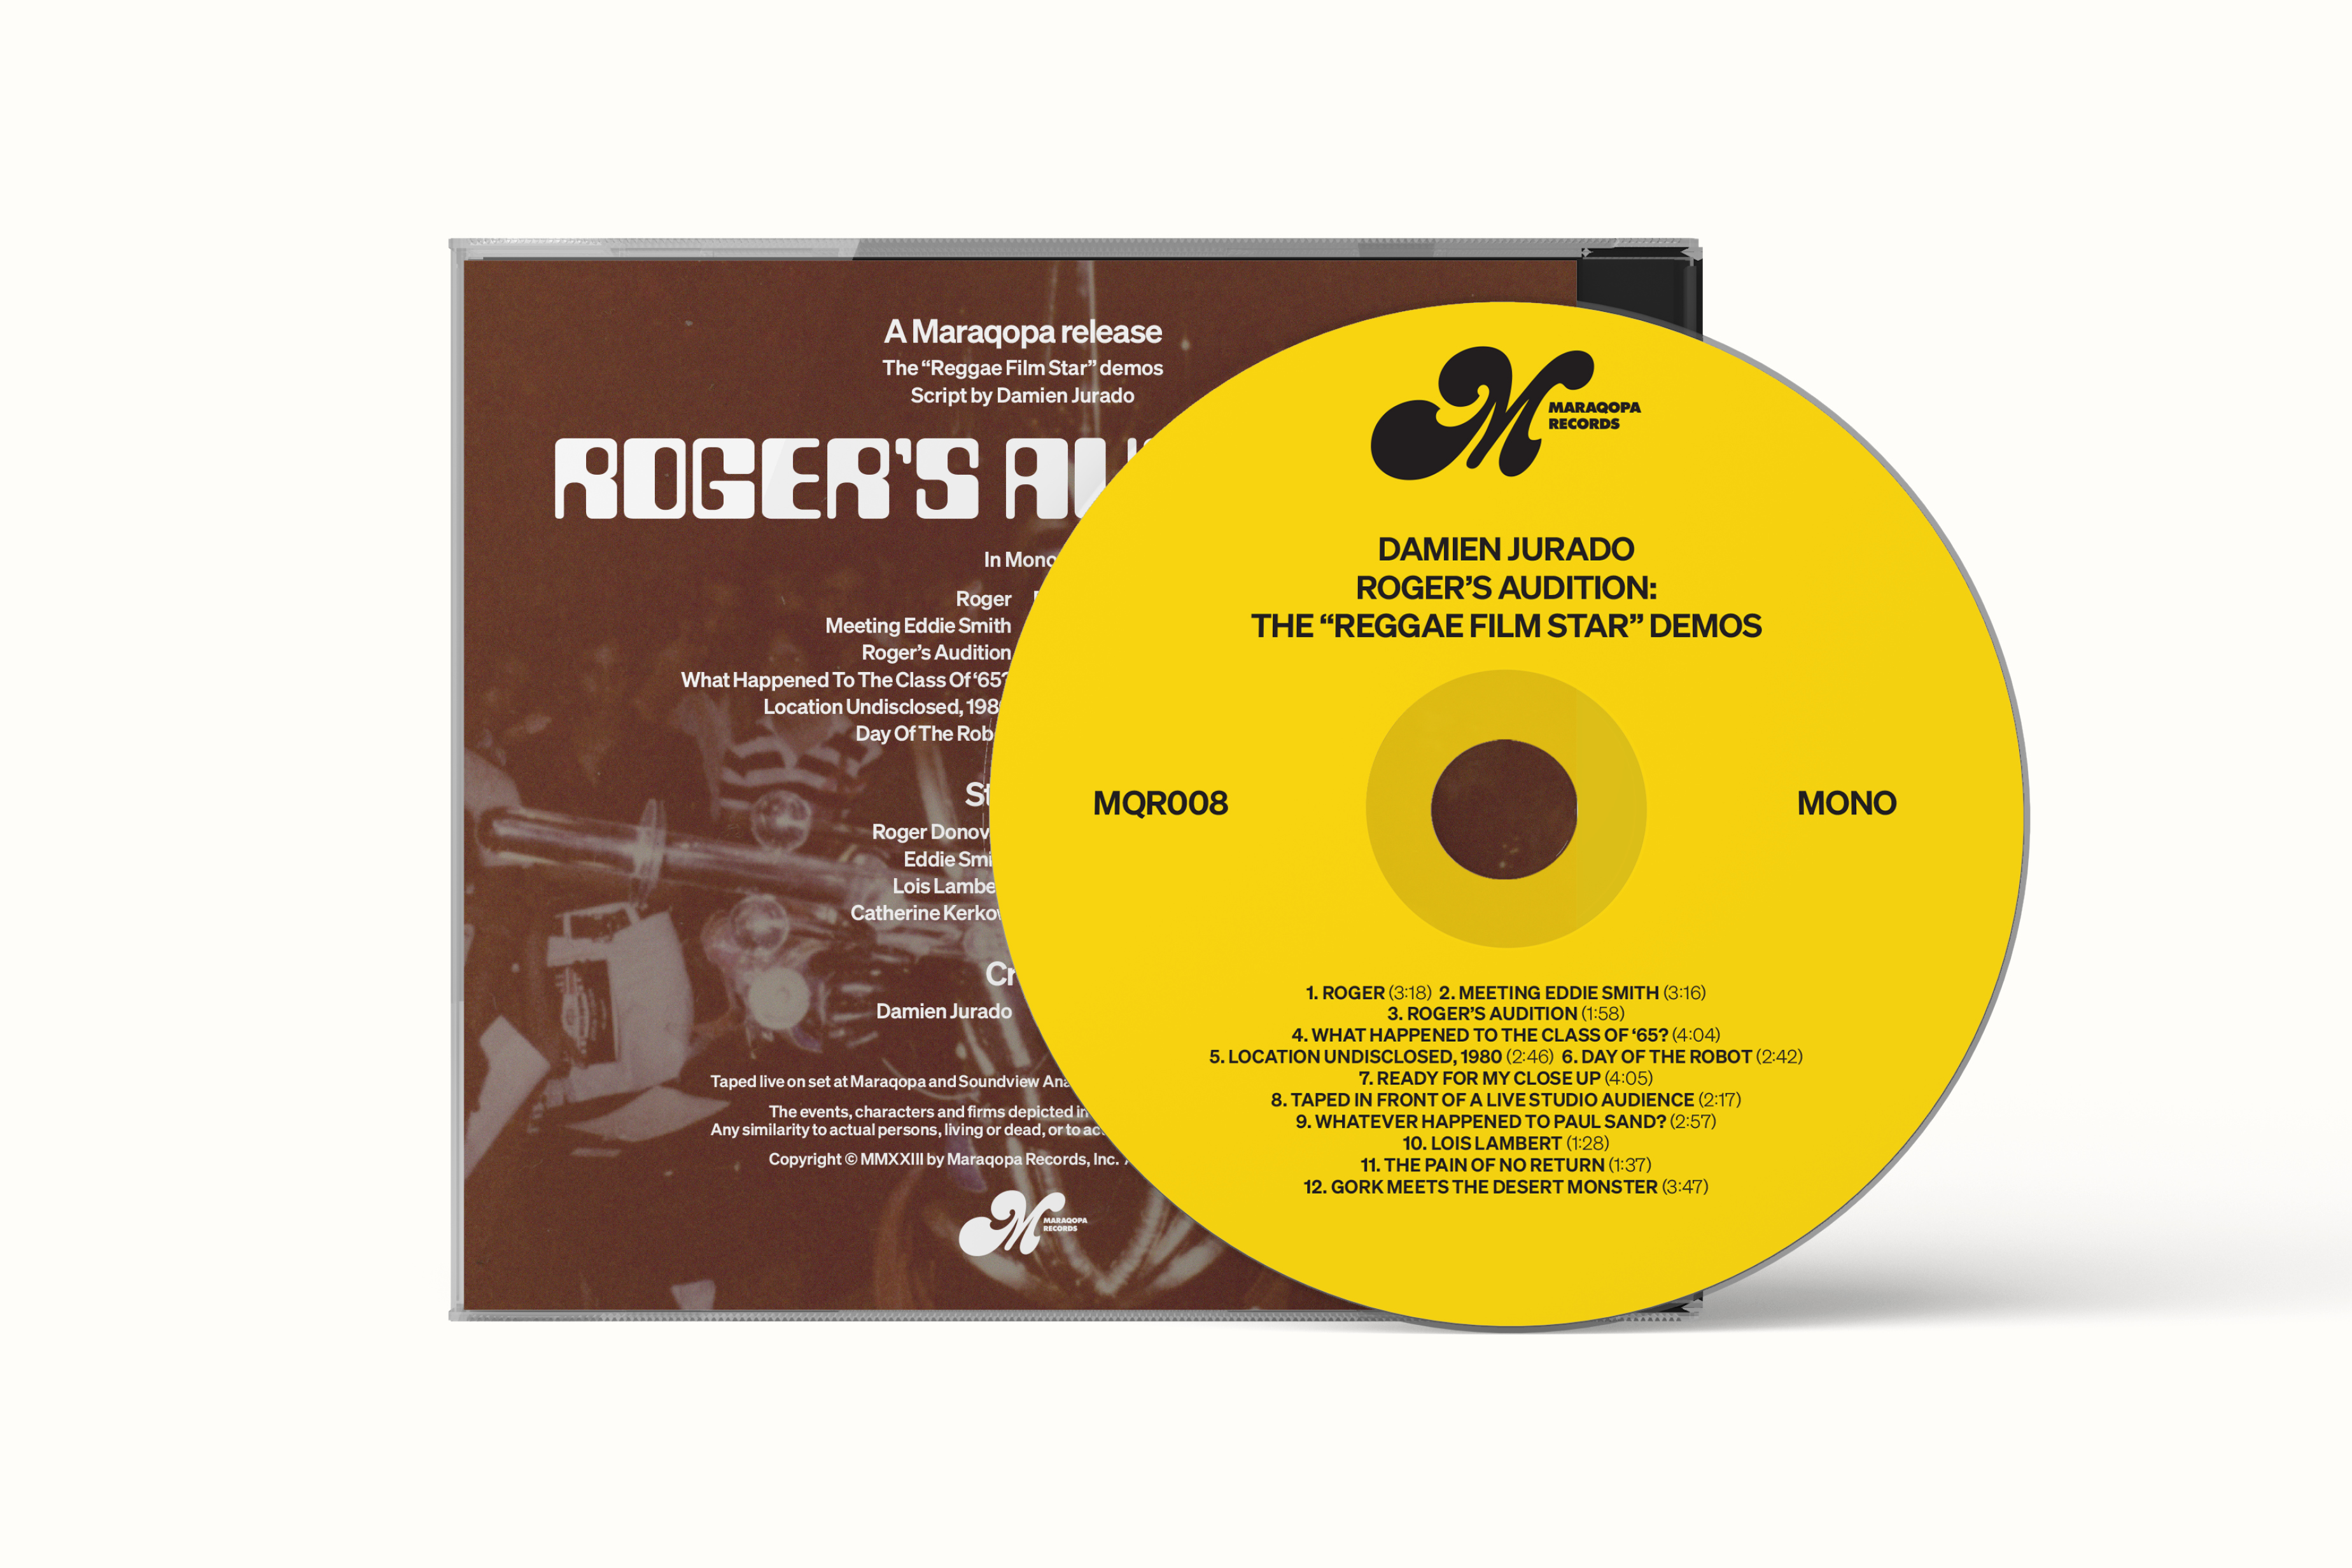 A Maraqopa release
The “Reggae Film Star” demos
Script by Damien Jurado
ROGER’S
In Mono
Roger
Meeting Eddie Smith
Roger’s Audition
What Happened To The Class Of ‘65?
Location Undisclosed,
Day Of The
Roger
Eddie
Lois
Catherine
Damien Jurado
Taped live on set at Maraqopa and Soundview
The events, characters and firms depicted in
Any similarity to actual persons, living or dead, or to
Copyright © MMXXIII by Maraqopa Records, Inc.
M MARAQOPA
RECORDS
M MARAQOPA
RECORDS
DAMIEN JURADO
ROGER’S AUDITION:
THE “REGGAE FILM STAR” DEMOS
MQR008
MONO
1. ROGER (3:18) 2. MEETING EDDIE SMITH (3:16)
3. ROGER’S AUDITION (1:58)
4. WHAT HAPPENED TO THE CLASS OF ‘65? (4:04)
5. LOCATION UNDISCLOSED, 1980 (2:46) 6. DAY OF THE ROBOT (2:42)
7. READY FOR MY CLOSE UP (4:05)
8. TAPED IN FRONT OF A LIVE STUDIO AUDIENCE (2:17)
9. WHATEVER HAPPENED TO PAUL SAND? (2:57)
10. LOIS LAMBERT (1:28)
11. THE PAIN OF NO RETURN (1:37)
12. GORK MEETS THE DESERT MONSTER (3:47)